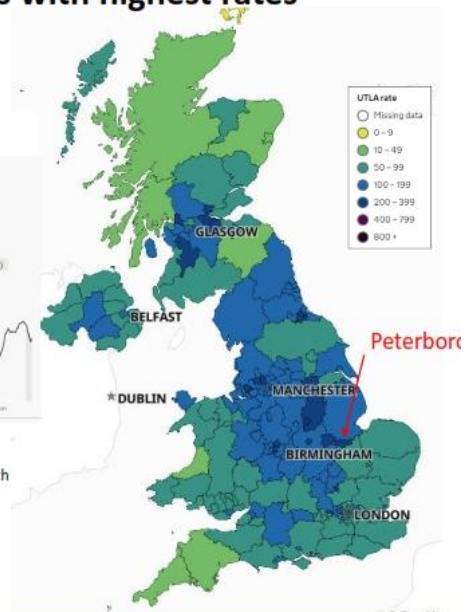 with highest rates
UTLA rate
Missing data
0 – 9
10 – 49
50 – 99
100 – 199
200 – 399
400 – 799
800 +
GLASGOW
BELFAST
Peterboro
DUBLIN
MANCHESTER
BIRMINGHAM
LONDON